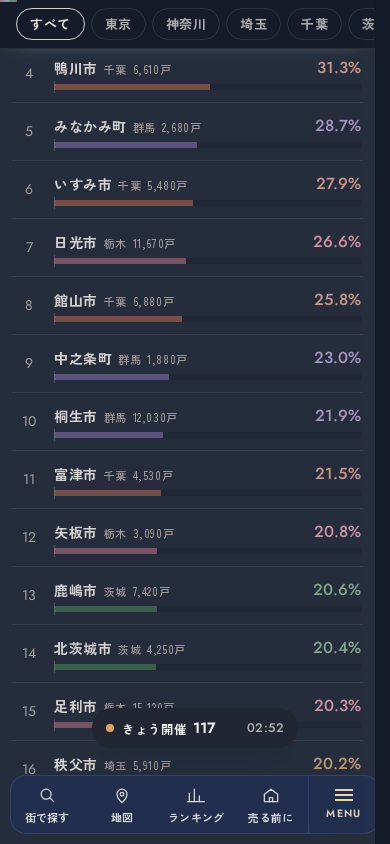 すべて 東京 神奈川 埼玉 千葉 茨
4 鴨川市 千葉 6,610戸 31.3%
5 みなかみ町 群馬 2,680戸 28.7%
6 いすみ市 千葉 5,480戸 27.9%
7 日光市 栃木 11,670戸 26.6%
8 館山市 千葉 6,880戸 25.8%
9 中之条町 群馬 1,880戸 23.0%
10 桐生市 群馬 12,030戸 21.9%
11 富津市 千葉 4,530戸 21.5%
12 矢板市 栃木 3,090戸 20.8%
13 鹿嶋市 茨城 7,420戸 20.6%
14 北茨城市 茨城 4,250戸 20.4%
15 足利市 栃木 20.3%
きょう開催 117 02:52
16 秩父市 埼玉 5,910戸 20.2%
街で探す 地図 ランキング 売る前に MENU